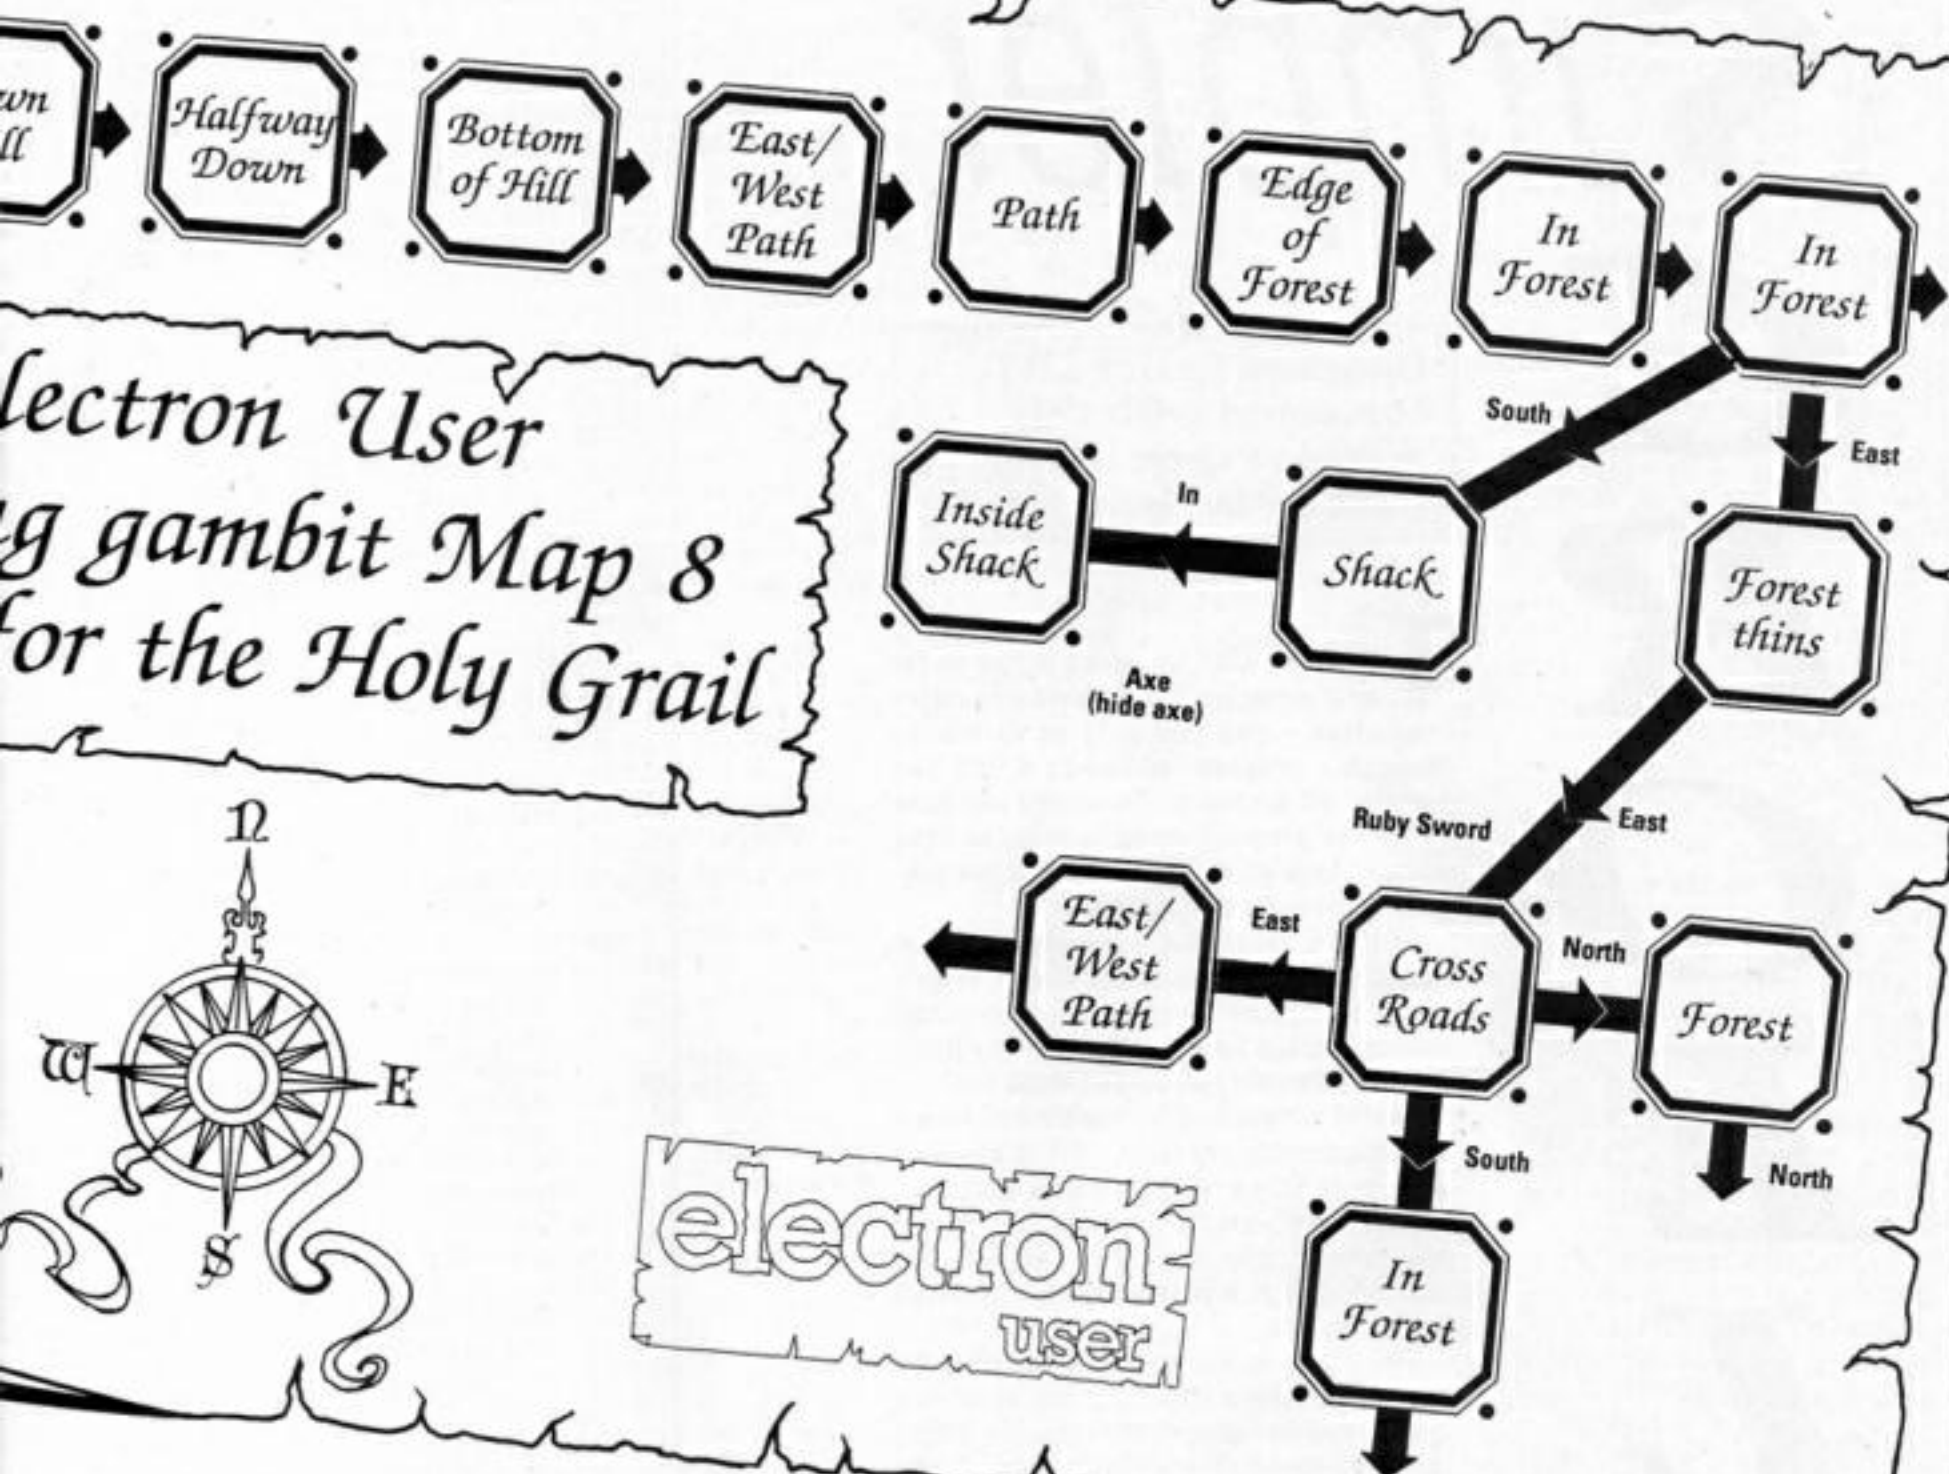 Halfway
Down
Bottom
of Hill
East/
West
Path
Path
Edge
of
Forest
In
Forest
In
Forest
South
East
Inside
Shack
In
Shack
Forest
thins
Axe
(hide axe)
User
gambit Map 8
for the Holy Grail
Ruby Sword
East
East/
West
Path
East
Cross
Roads
North
Forest
South
North
In
Forest
N
W
E
S
electron
user